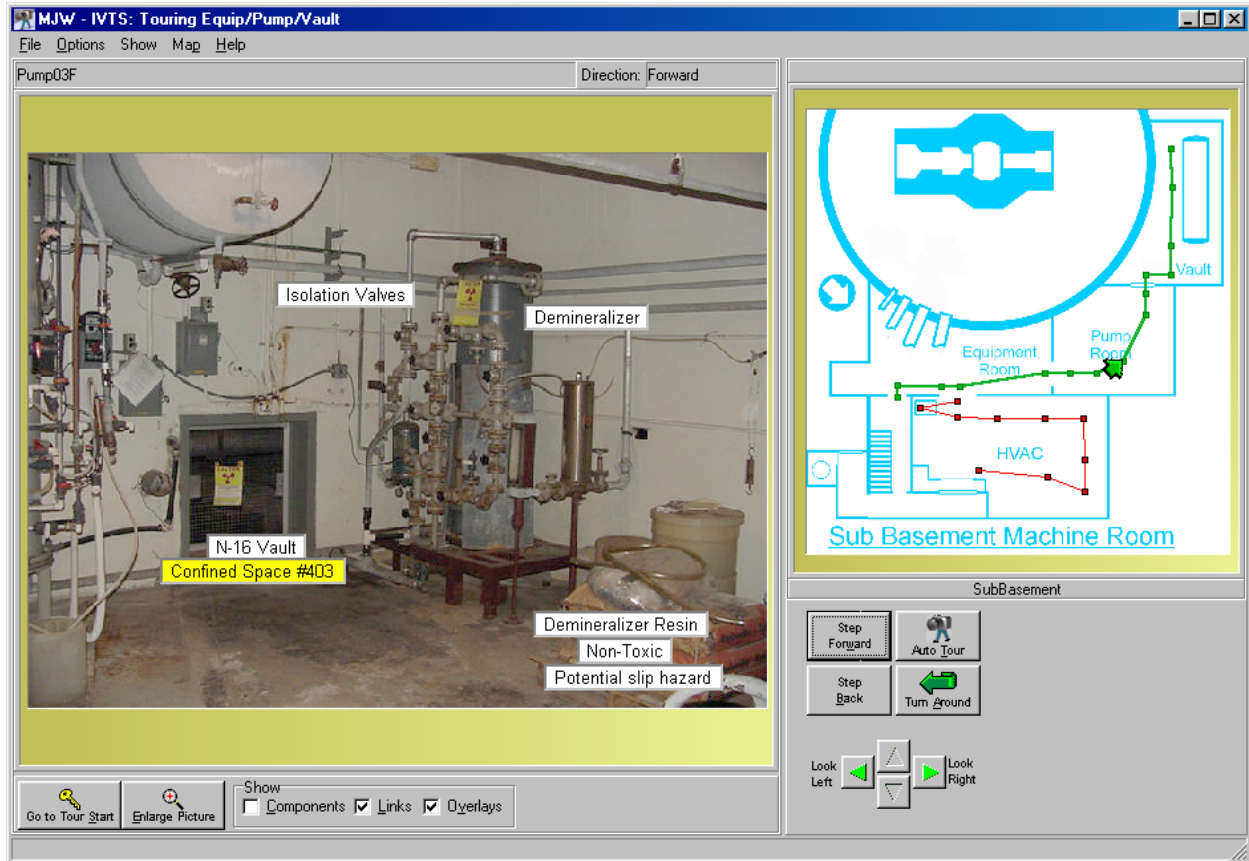 MJW - IVTS: Touring Equip/Pump/Vault
File Options Show Map Help
Pump03F
Direction: Forward
Isolation Valves
Demineralizer
CAUTION
N-16 Vault
Confined Space #403
Demineralizer Resin
Non-Toxic
Potential slip hazard
Vault
Pump
Room
Equipment
Room
HVAC
Sub Basement Machine Room
SubBasement
Step
Forward
Auto Tour
Step
Back
Turn Around
Look
Left
Look
Right
Go to Tour Start
Enlarge Picture
Show
Components Links Overlays